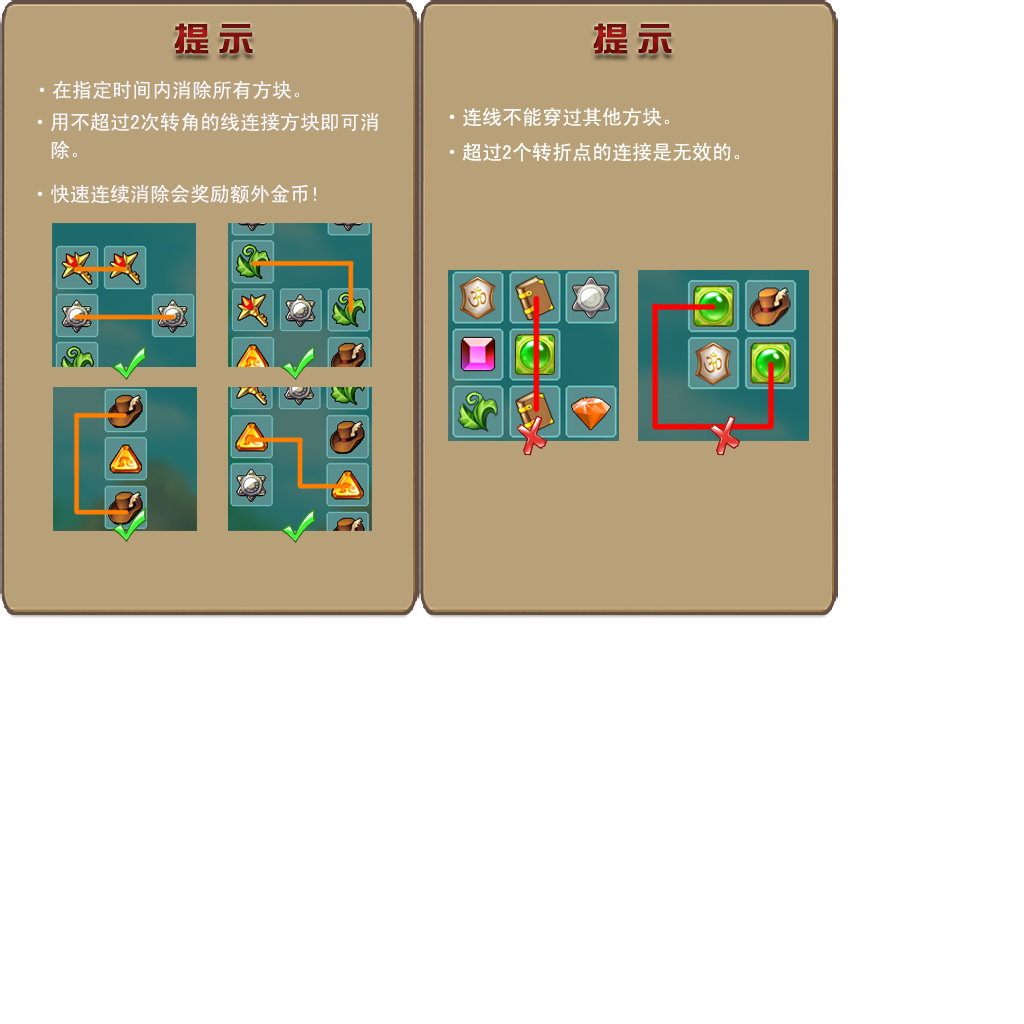 提示
·在指定时间内消除所有方块。
·用不超过2次转角的线连接方块即可消
除。
·快速连续消除会奖励额外金币！
提示
·连线不能穿过其他方块。
·超过2个转折点的连接是无效的。